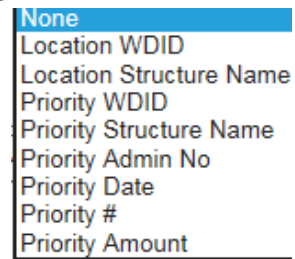 None
Location WDID
Location Structure Name
Priority WDID
Priority Structure Name
Priority Admin No
Priority Date
Priority #
Priority Amount